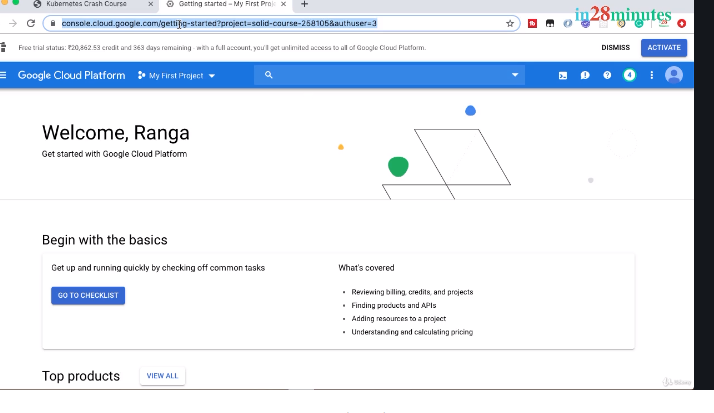 Kubernetes Crash Course
Getting started – My First Proj
in28minutes
console.cloud.google.com/getting-started?project=solid-course-258105&authuser=3
Free trial status: ₹20,862.53 credit and 363 days remaining - with a full account, you'll get unlimited access to all of Google Cloud Platform.
DISMISS
ACTIVATE
Google Cloud Platform
My First Project
4
Welcome, Ranga
Get started with Google Cloud Platform
Begin with the basics
Get up and running quickly by checking off common tasks
GO TO CHECKLIST
What's covered
• Reviewing billing, credits, and projects
• Finding products and APIs
• Adding resources to a project
• Understanding and calculating pricing
Top products
VIEW ALL